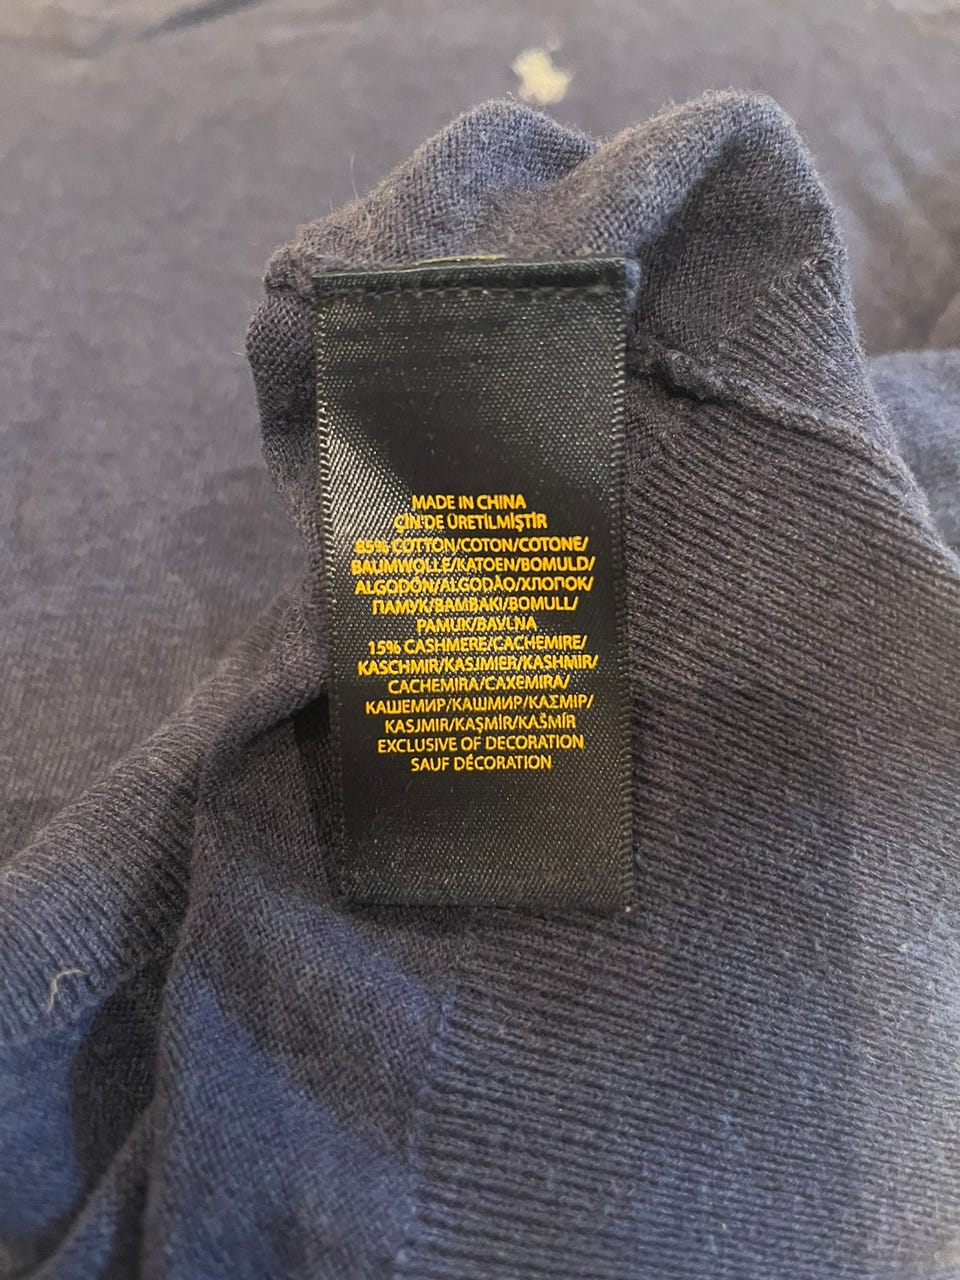 MADE IN CHINA
ÇİN'DE ÜRETİLMİŞTİR
85% COTTON/COTON/COTONE/
BAUMWOLLE/KATOEN/BOMULD/
ALGODÓN/ALGODÃO/ХЛОПОК/
ПАМУК/ΒΑΜΒΑΚΙ/BOMULL/
PAMUK/BAVLNA
15% CASHMERE/CACHEMIRE/
KASCHMIR/KASJMIER/KASHMIR/
CACHEMIRA/CAXEMIRA/
КАШЕМИР/КАШМИР/ΚΑΣΜΙΡ/
KASJMIR/KAŞMİR/KAŠMÍR
EXCLUSIVE OF DECORATION
SAUF DÉCORATION